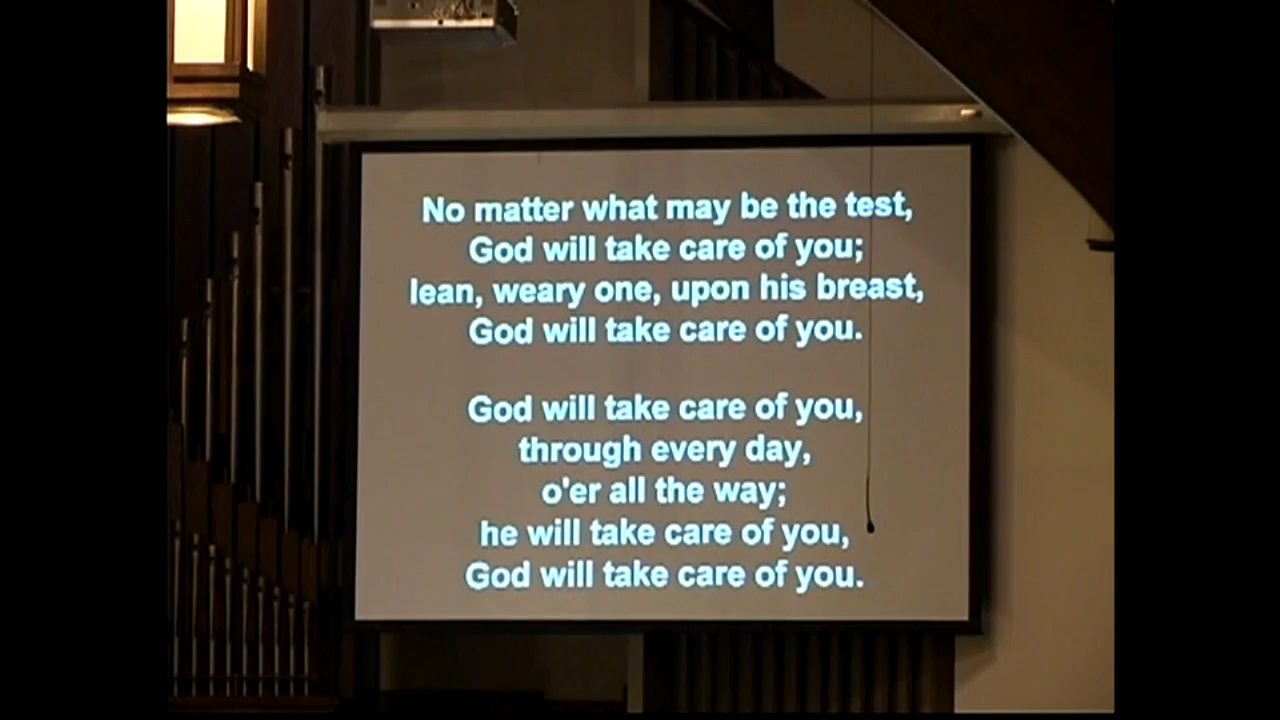 No matter what may be the test,
God will take care of you;
lean, weary one, upon his breast,
God will take care of you.
God will take care of you,
through every day,
o'er all the way;
he will take care of you,
God will take care of you.